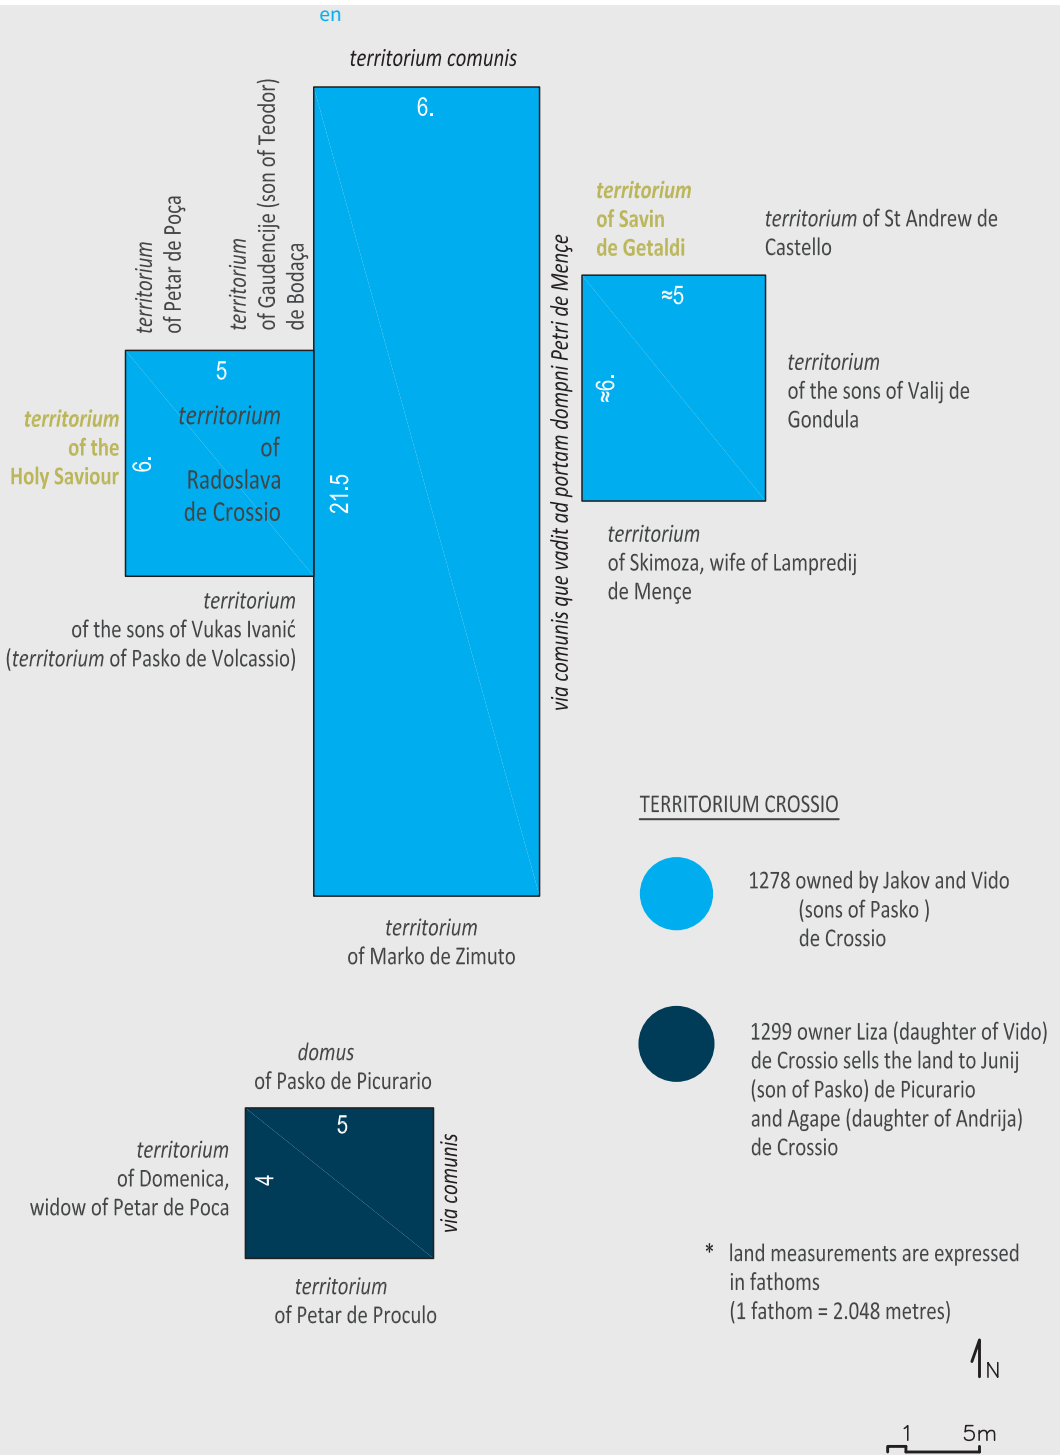 en
territorium comunis
6.
territorium
of Petar de Poça
territorium
of Gaudencije (son of Teodor)
de Bodaça
21.5
via comunis que vadit ad portam dompni Petri de Mençe
territorium
of Savin
de Getaldi
territorium of St Andrew de
Castello
≈5
≈6.
territorium
of the sons of Valij de
Gondula
territorium
of Skimoza, wife of Lampredij
de Mençe
territorium
of the
Holy Saviour
5
6.
territorium
of
Radoslava
de Crossio
territorium
of the sons of Vukas Ivanić
(territorium of Pasko de Volcassio)
territorium
of Marko de Zimuto
TERRITORIUM CROSSIO
1278 owned by Jakov and Vido
(sons of Pasko )
de Crossio
1299 owner Liza (daughter of Vido)
de Crossio sells the land to Junij
(son of Pasko) de Picurario
and Agape (daughter of Andrija)
de Crossio
domus
of Pasko de Picurario
5
4
territorium
of Domenica,
widow of Petar de Poca
via comunis
territorium
of Petar de Proculo
* land measurements are expressed
in fathoms
(1 fathom = 2.048 metres)
N
1 5m